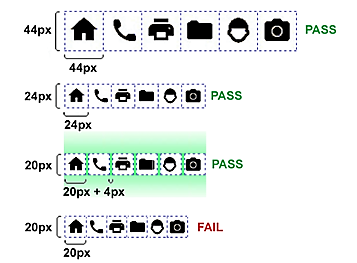 44px PASS
44px
24px PASS
24px
20px PASS
20px + 4px
20px FAIL
20px